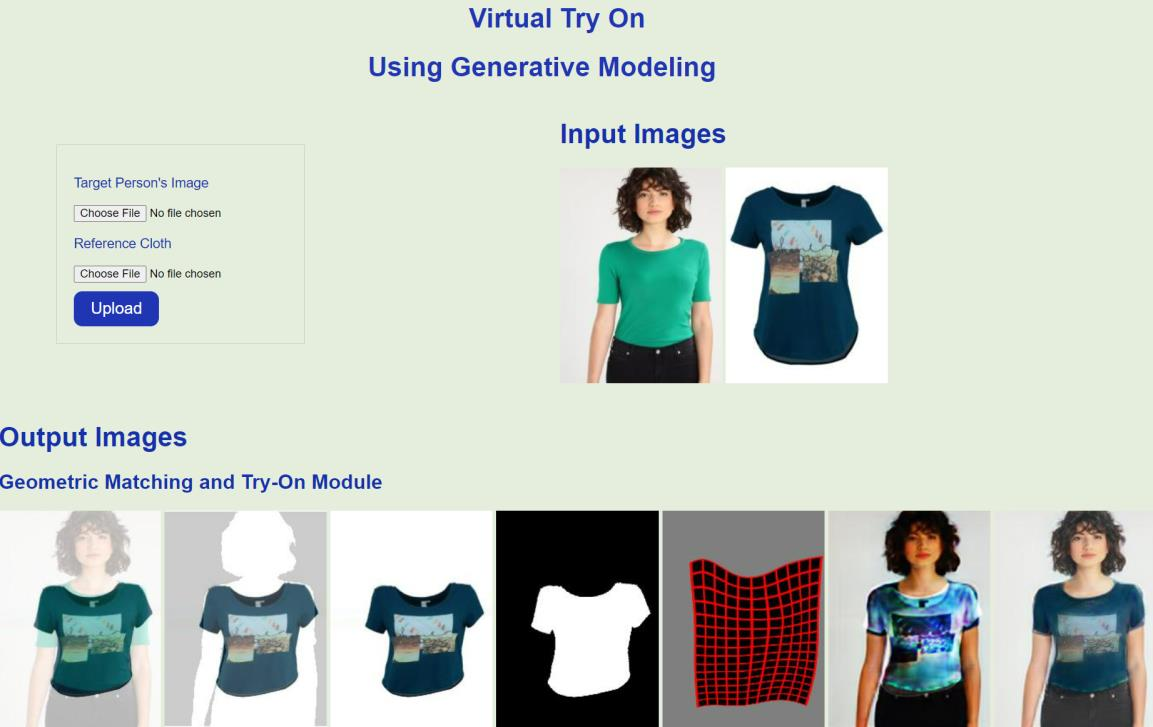 Virtual Try On
Using Generative Modeling
Input Images
Target Person's Image
Choose File No file chosen
Reference Cloth
Choose File No file chosen
Upload
Output Images
Geometric Matching and Try-On Module